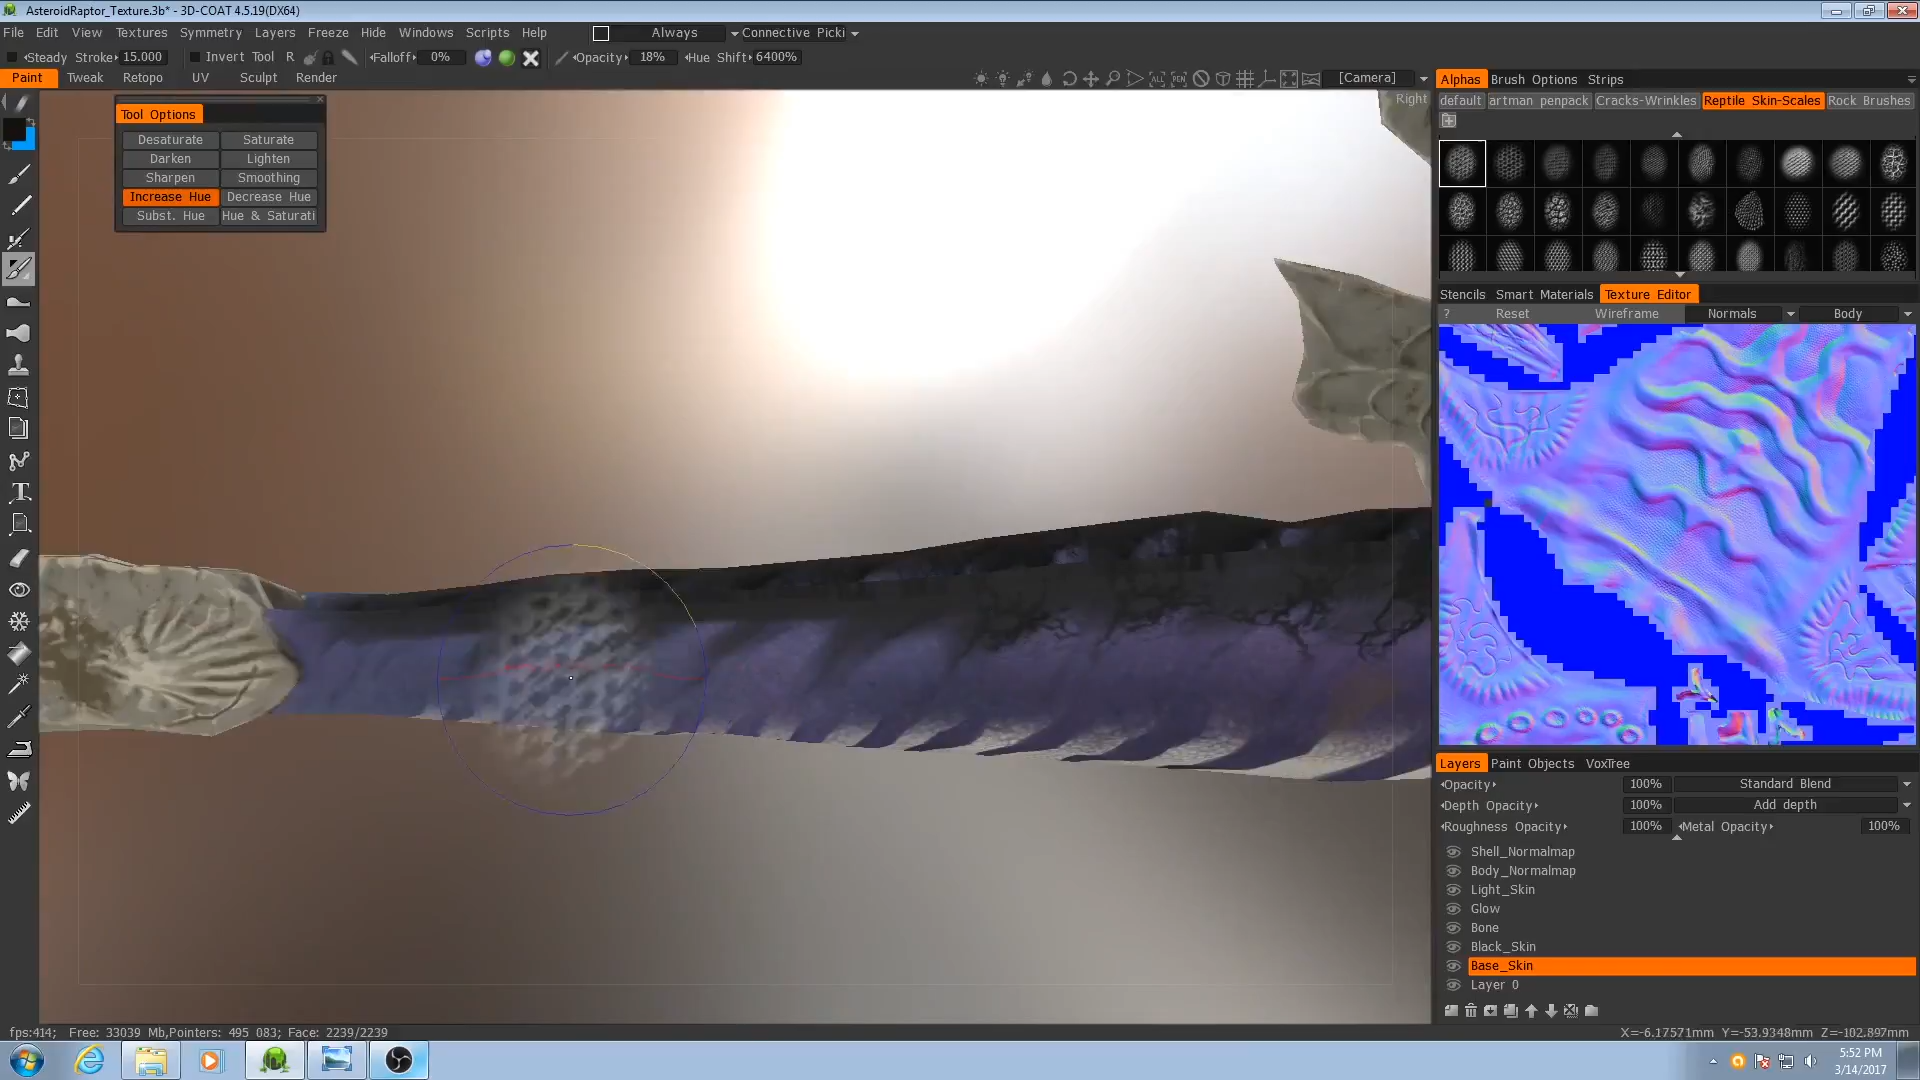 AsteroidRaptor_Texture.3b* - 3D-COAT 4.5.19(DX64)
File Edit View Textures Symmetry Layers Freeze Hide Windows Scripts Help Always Connective Picki
Steady Stroke 15.000 Invert Tool R Falloff 0% Opacity 18% Hue Shift 6400%
Paint Tweak Retopo UV Sculpt Render [Camera]
Right
Tool Options
Desaturate Saturate
Darken Lighten
Sharpen Smoothing
Increase Hue Decrease Hue
Subst. Hue Hue & Saturati
Alphas Brush Options Strips
default artman penpack Cracks-Wrinkles Reptile Skin-Scales Rock Brushes
Stencils Smart Materials Texture Editor
? Reset Wireframe Normals Body
Layers Paint Objects VoxTree
Opacity 100% Standard Blend
Depth Opacity 100% Add depth
Roughness Opacity 100% Metal Opacity 100%
Shell_Normalmap
Body_Normalmap
Light_Skin
Glow
Bone
Black_Skin
Base_Skin
Layer 0
fps:414; Free: 33039 Mb,Pointers: 495 083; Face: 2239/2239
X=-6.17571mm Y=-53.9348mm Z=-102.897mm
5:52 PM
3/14/2017